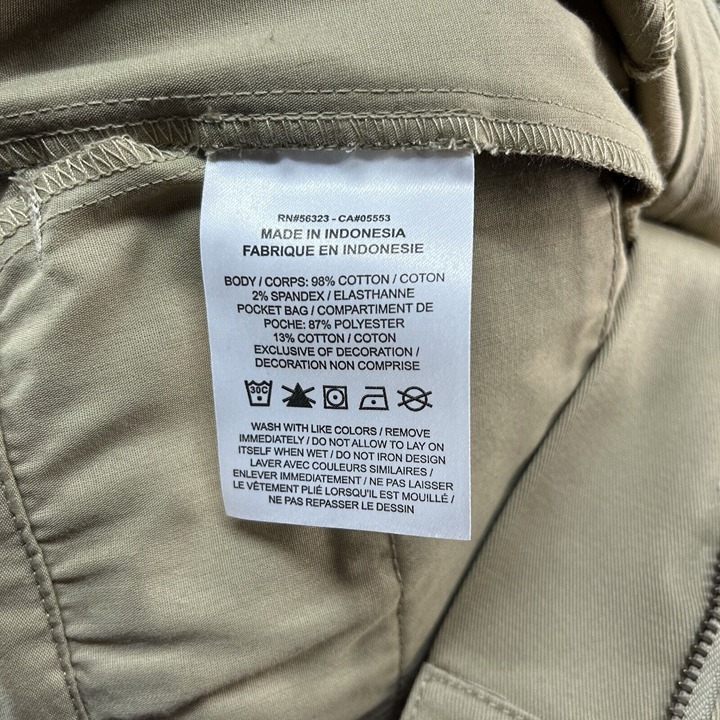 RN#56323 - CA#05553
MADE IN INDONESIA
FABRIQUE EN INDONESIE
BODY / CORPS: 98% COTTON / COTON
2% SPANDEX / ELASTHANNE
POCKET BAG / COMPARTIMENT DE
POCHE: 87% POLYESTER
13% COTTON / COTON
EXCLUSIVE OF DECORATION /
DECORATION NON COMPRISE
30C
WASH WITH LIKE COLORS / REMOVE
IMMEDIATELY / DO NOT ALLOW TO LAY ON
ITSELF WHEN WET / DO NOT IRON DESIGN
LAVER AVEC COULEURS SIMILAIRES /
ENLEVER IMMEDIATEMENT / NE PAS LAISSER
LE VÊTEMENT PLIÉ LORSQU'IL EST MOUILLÉ /
NE PAS REPASSER LE DESSIN